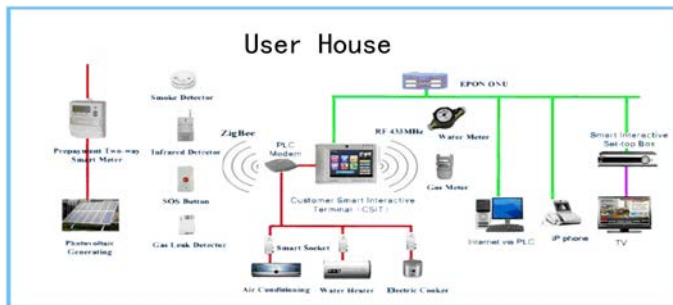 User House
EPON ONU
Smoke Detector
ZigBee
RF 433MHz
Water Meter
Smart Interactive
Set-top Box
PLC
Modem
Prepayment Two-way
Smart Meter
Infrared Detector
Gas Meter
SOS Button
Customer Smart Interactive
Terminal (CSIT)
Internet via PLC
IP phone
TV
Photovoltaic
Generating
Gas Leak Detector
Smart Socket
Air Conditioning
Water Heater
Electric Cooker